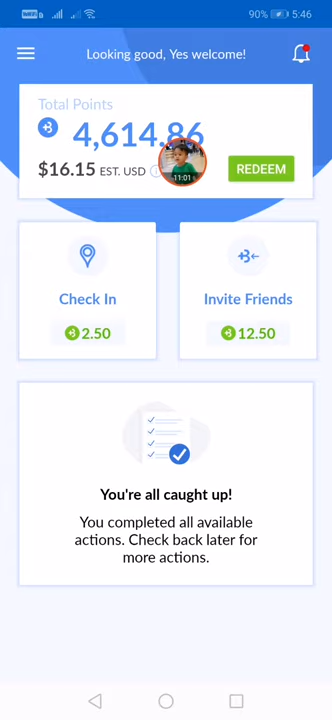 90% 5:46
Looking good, Yes welcome!
Total Points
4,614.86
$16.15 EST. USD
11:01
REDEEM
Check In
2.50
Invite Friends
12.50
You're all caught up!
You completed all available
actions. Check back later for
more actions.